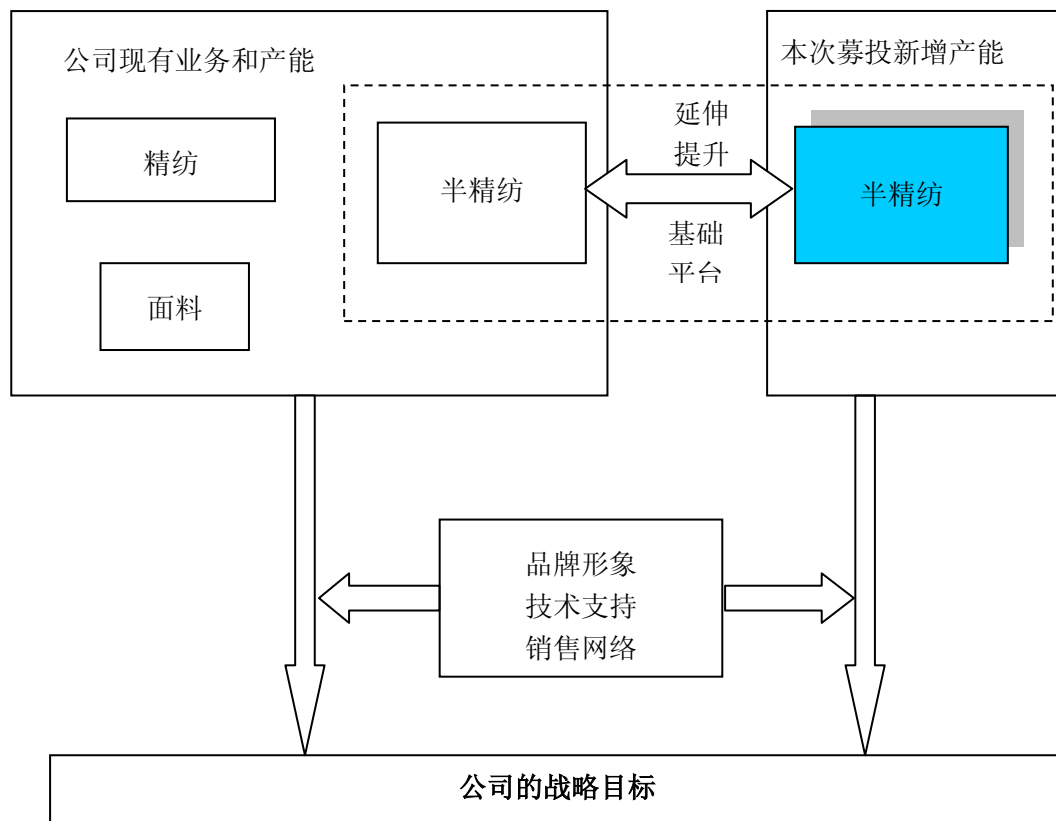 公司现有业务和产能
本次募投新增产能
精纺
半精纺
延伸
提升
半精纺
基础
平台
面料
品牌形象
技术支持
销售网络
公司的战略目标